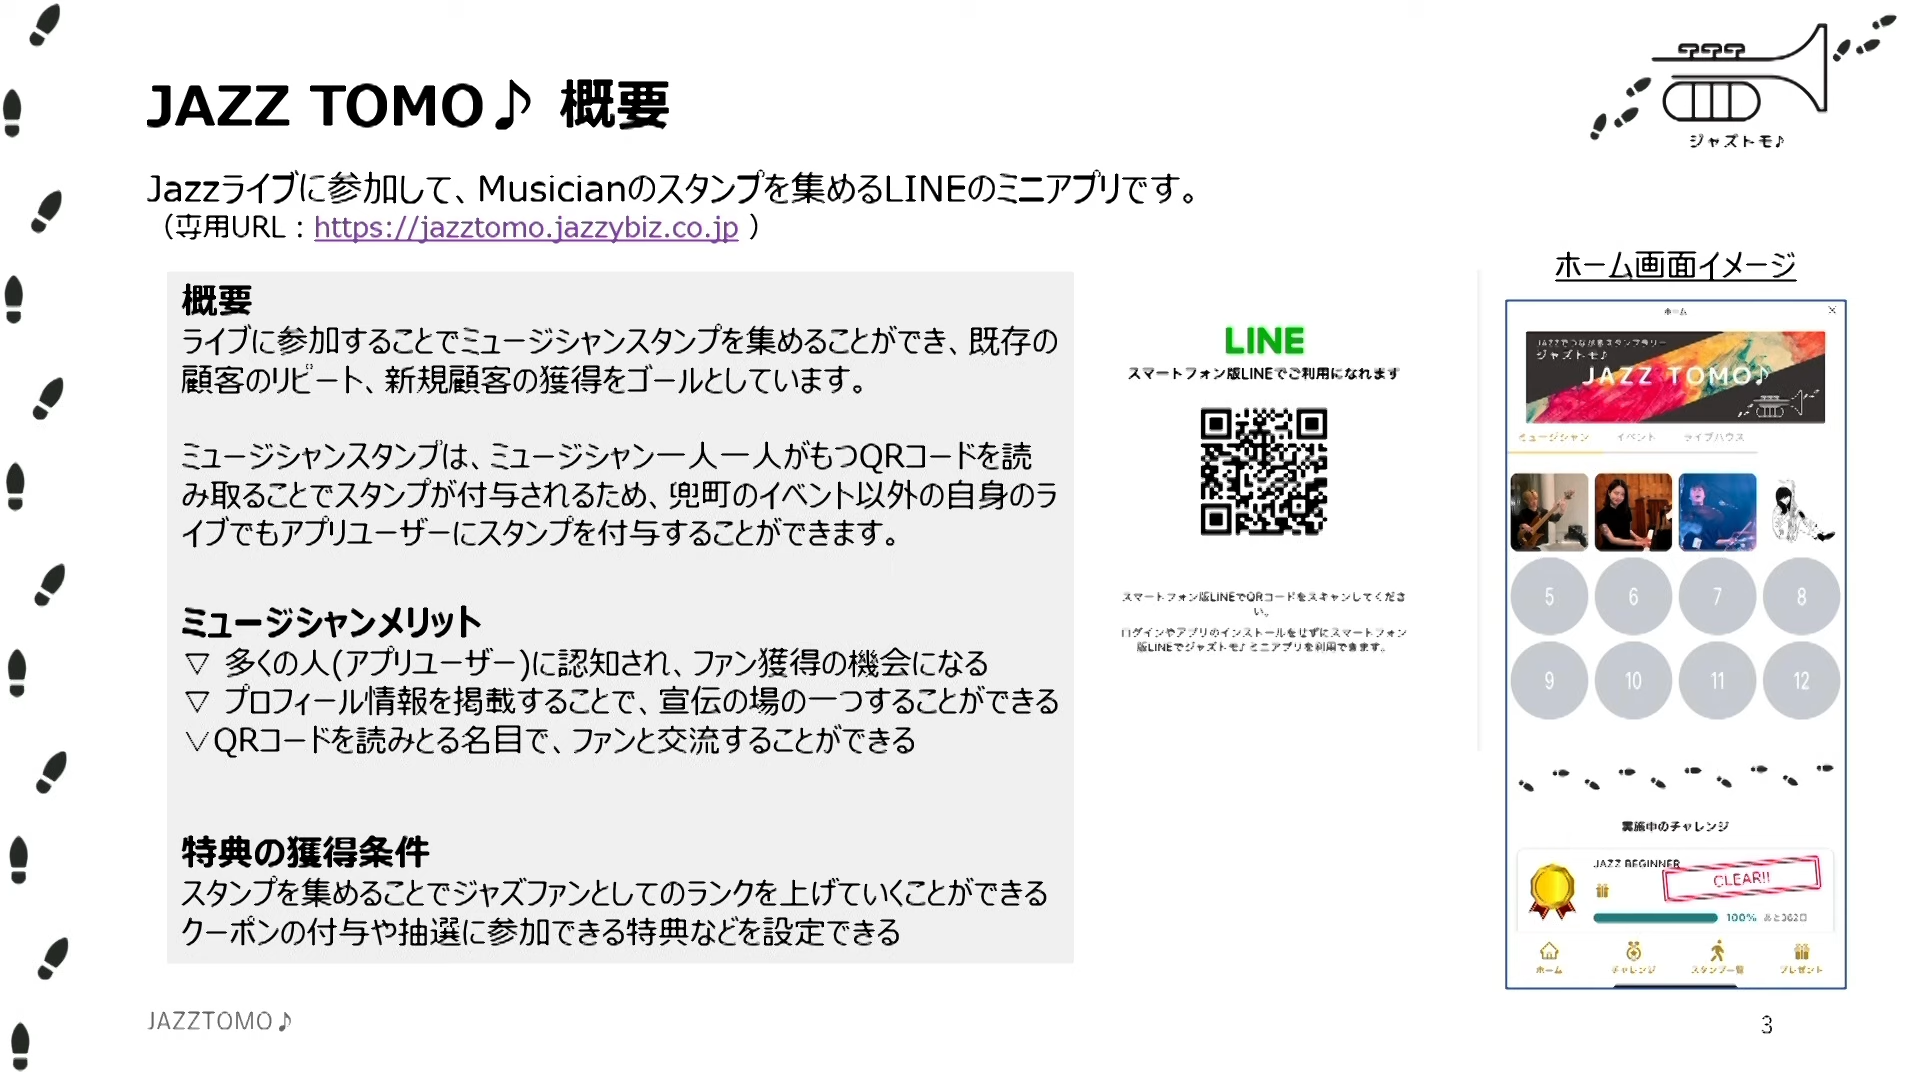 JAZZ TOMO♪ 概要
ジャズトモ♪
Jazzライブに参加して、Musicianのスタンプを集めるLINEのミニアプリです。
（専用URL：https://jazztomo.jazzybiz.co.jp ）
概要
ライブに参加することでミュージシャンスタンプを集めることができ、既存の
顧客のリピート、新規顧客の獲得をゴールとしています。
ミュージシャンスタンプは、ミュージシャン一人一人がもつQRコードを読
み取ることでスタンプが付与されるため、兜町のイベント以外の自身のラ
イブでもアプリユーザーにスタンプを付与することができます。
ミュージシャンメリット
▽ 多くの人(アプリユーザー)に認知され、ファン獲得の機会になる
▽ プロフィール情報を掲載することで、宣伝の場の一つすることができる
▽QRコードを読みとる名目で、ファンと交流することができる
特典の獲得条件
スタンプを集めることでジャズファンとしてのランクを上げていくことができる
クーポンの付与や抽選に参加できる特典などを設定できる
LINE
スマートフォン版LINEでご利用になれます
スマートフォン版LINEでQRコードをスキャンしてくださ
い。
ログインやアプリのインストールをせずにスマートフォン
版LINEでジャズトモ♪ミニアプリを利用できます。
ホーム画面イメージ
ホーム ×
JAZZでつながるスタンプラリー
ジャズトモ♪
JAZZ TOMO♪
ミュージシャン イベント ライブハウス
5 6 7 8
9 10 11 12
実施中のチャレンジ
JAZZ BEGINNER
CLEAR!!
100% あと362日
ホーム チャレンジ スタンプ一覧 プレゼント
JAZZTOMO♪
3